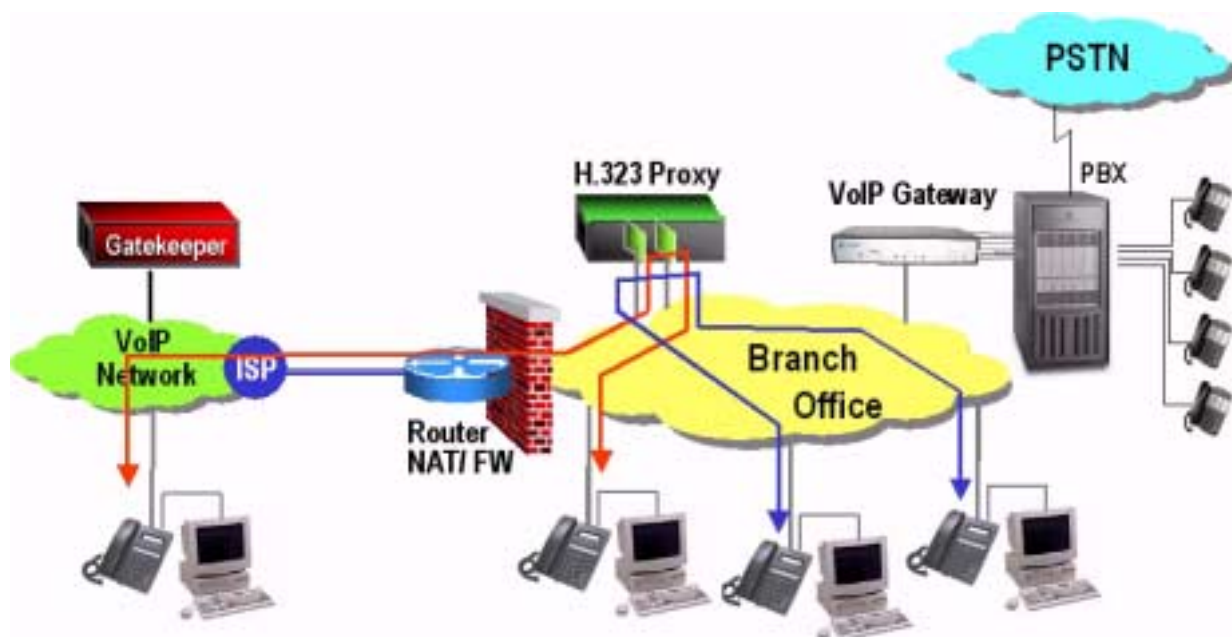 PSTN
H.323 Proxy
VoIP Gateway
PBX
Gatekeeper
VoIP
Network
ISP
Branch
Office
Router
NAT/ FW